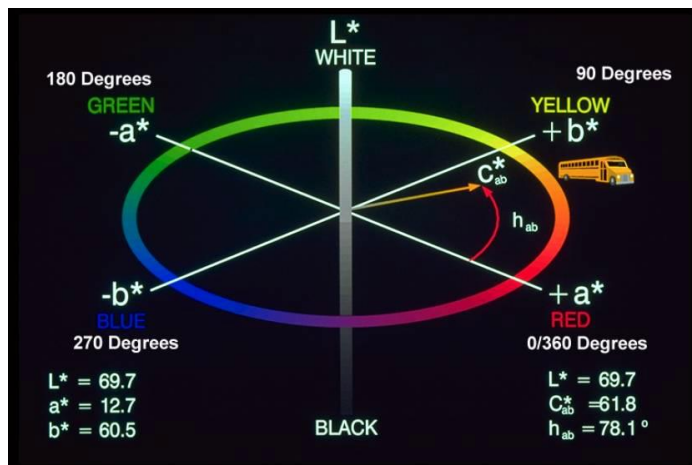 L*
WHITE
180 Degrees
GREEN
-a*
90 Degrees
YELLOW
+b*
C*ab
hab
-b*
BLUE
270 Degrees
+a*
RED
0/360 Degrees
L* = 69.7
a* = 12.7
b* = 60.5
BLACK
L* = 69.7
C*ab =61.8
hab = 78.1 º